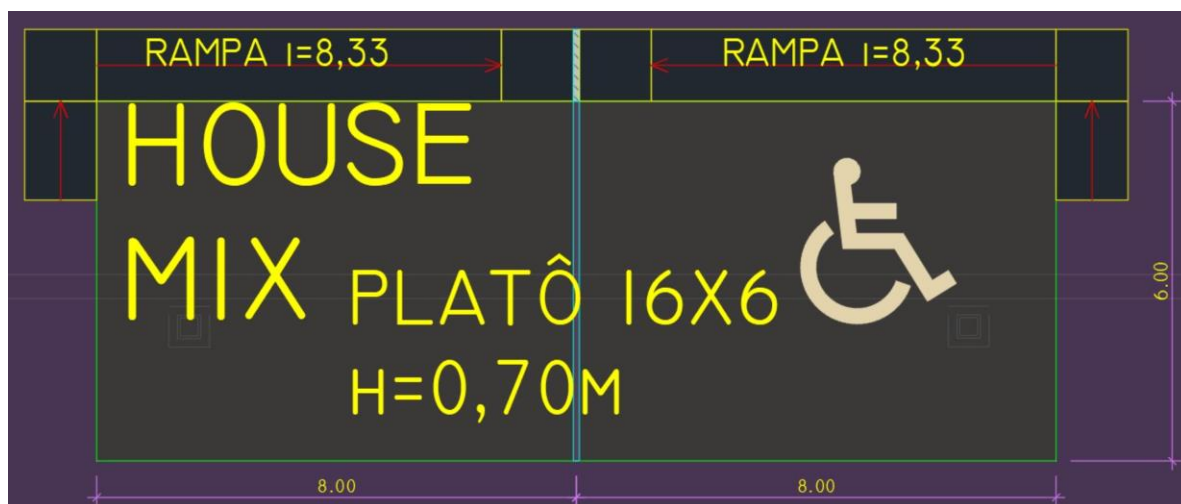 RAMPA i=8,33
RAMPA i=8,33
HOUSE
MIX
PLATÔ 16X6
H=0,70M
6.00
8.00
8.00